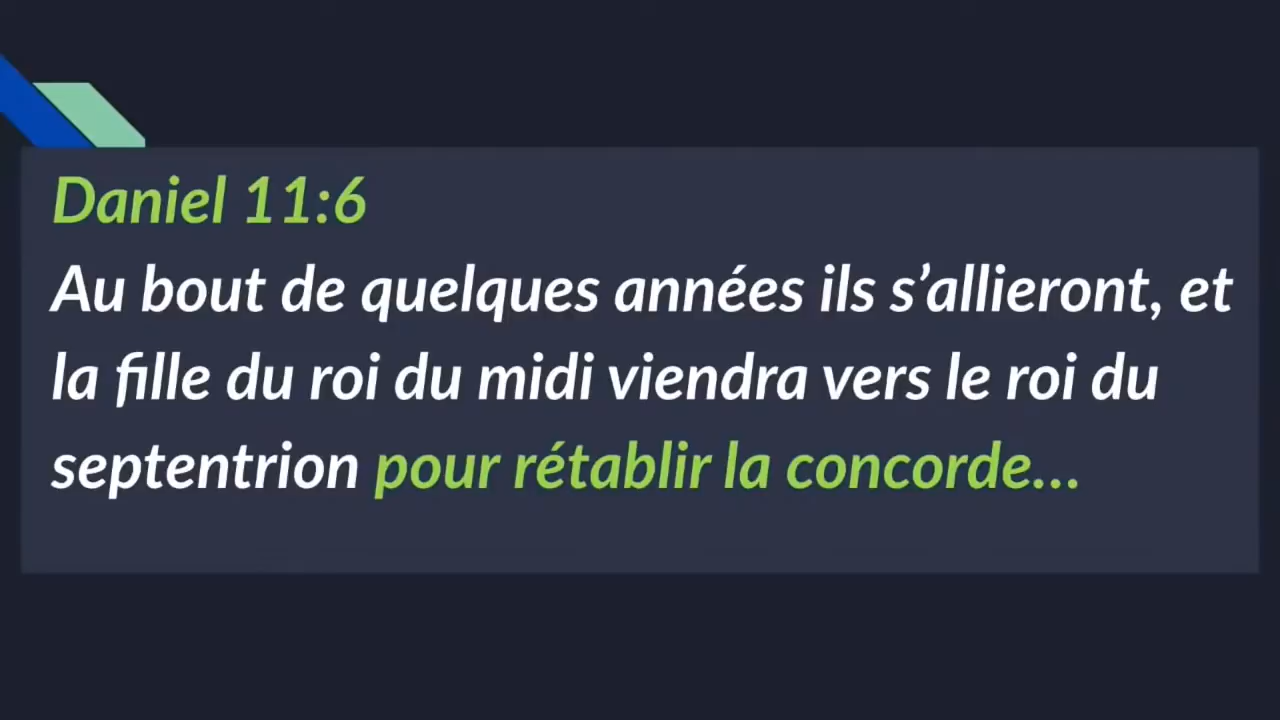 Daniel 11:6
Au bout de quelques années ils s’allieront, et
la fille du roi du midi viendra vers le roi du
septentrion pour rétablir la concorde...